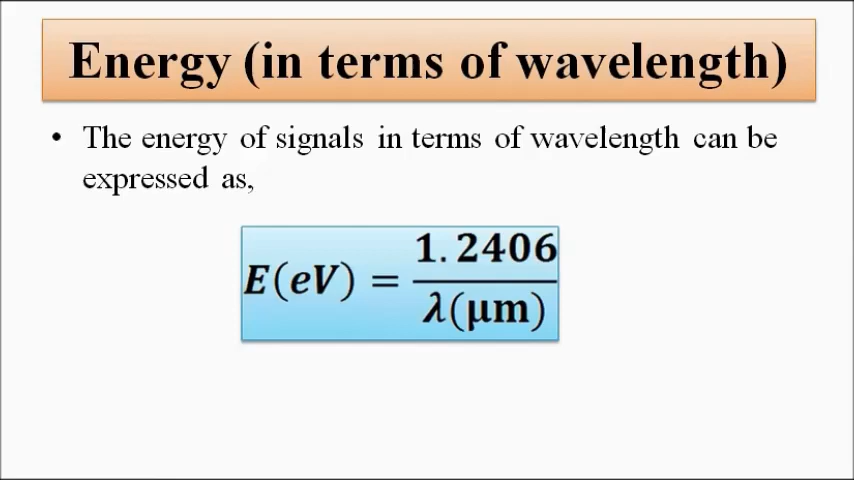 Energy (in terms of wavelength)
• The energy of signals in terms of wavelength can be
expressed as,
E(eV) = 1.2406 / λ(μm)